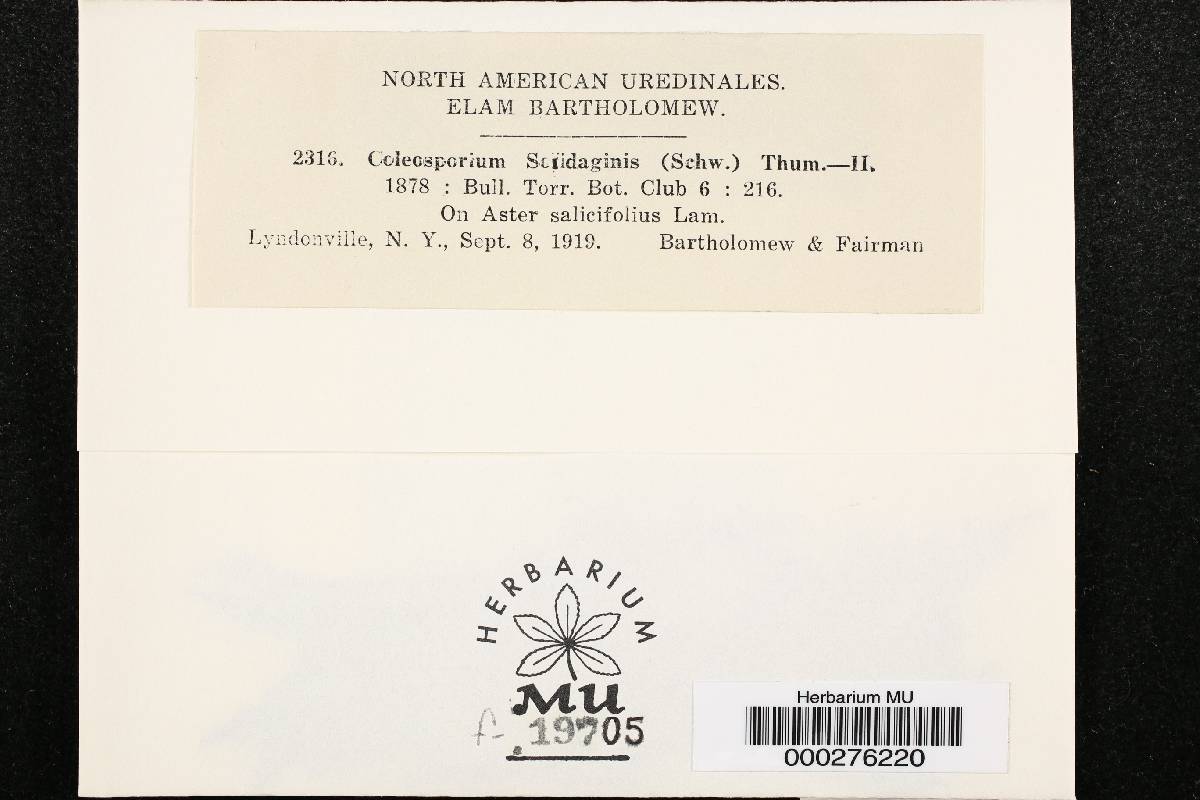 NORTH AMERICAN UREDINALES.
ELAM BARTHOLOMEW.
2316. Coleosporium Solidaginis (Schw.) Thum.—II.
1878 : Bull. Torr. Bot. Club 6 : 216.
On Aster salicifolius Lam.
Lyndonville, N. Y., Sept. 8, 1919. Bartholomew & Fairman
HERBARIUM
MU
f. 19705
Herbarium MU
000276220